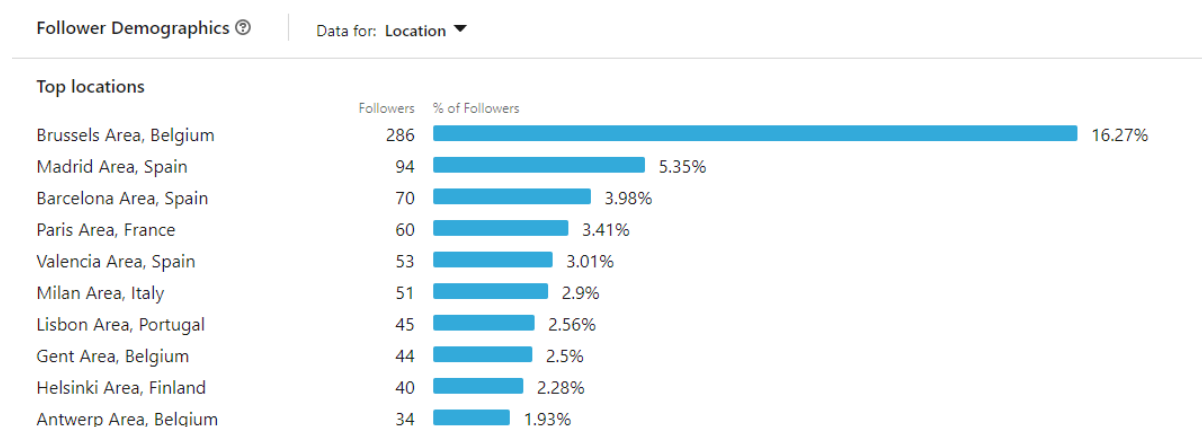 Follower Demographics ? Data for: Location
Top locations
Followers % of Followers
Brussels Area, Belgium 286 16.27%
Madrid Area, Spain 94 5.35%
Barcelona Area, Spain 70 3.98%
Paris Area, France 60 3.41%
Valencia Area, Spain 53 3.01%
Milan Area, Italy 51 2.9%
Lisbon Area, Portugal 45 2.56%
Gent Area, Belgium 44 2.5%
Helsinki Area, Finland 40 2.28%
Antwerp Area, Belgium 34 1.93%